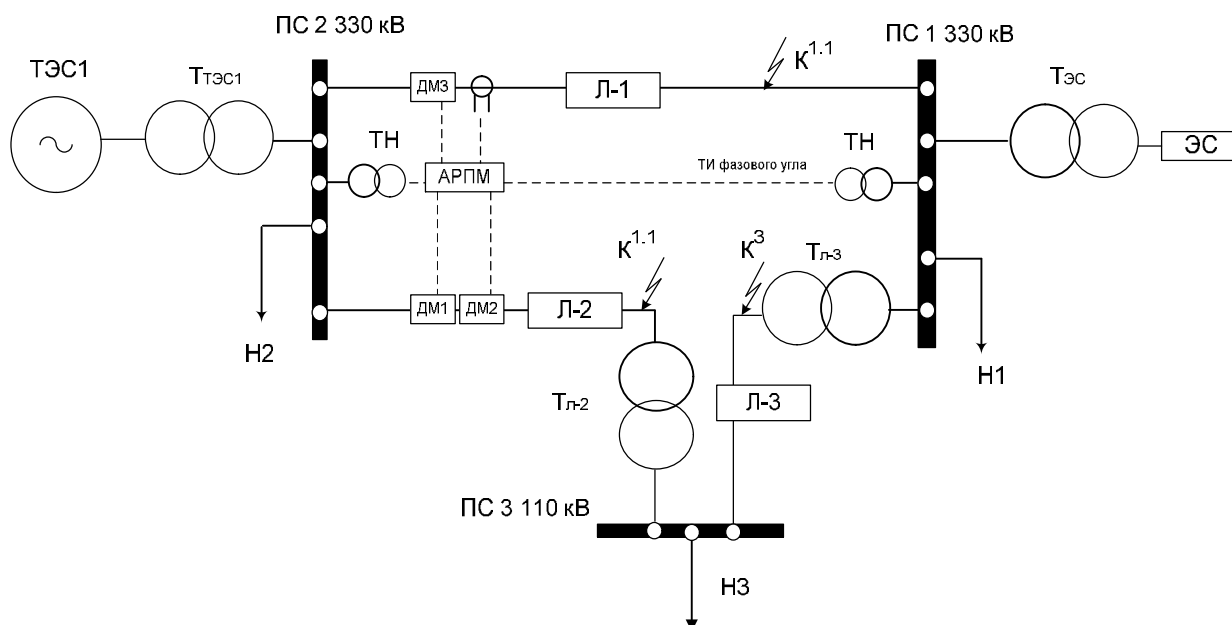 ПС 2 330 кВ
ПС 1 330 кВ
ТЭС1
ТТЭС1
ДМ3
Л-1
К1.1
ТЭС
ЭС
ТН
АРПМ
ТИ фазового угла
ТН
К1.1
К3
ТЛ-3
ДМ1
ДМ2
Л-2
Н2
Н1
ТЛ-2
Л-3
ПС 3 110 кВ
Н3